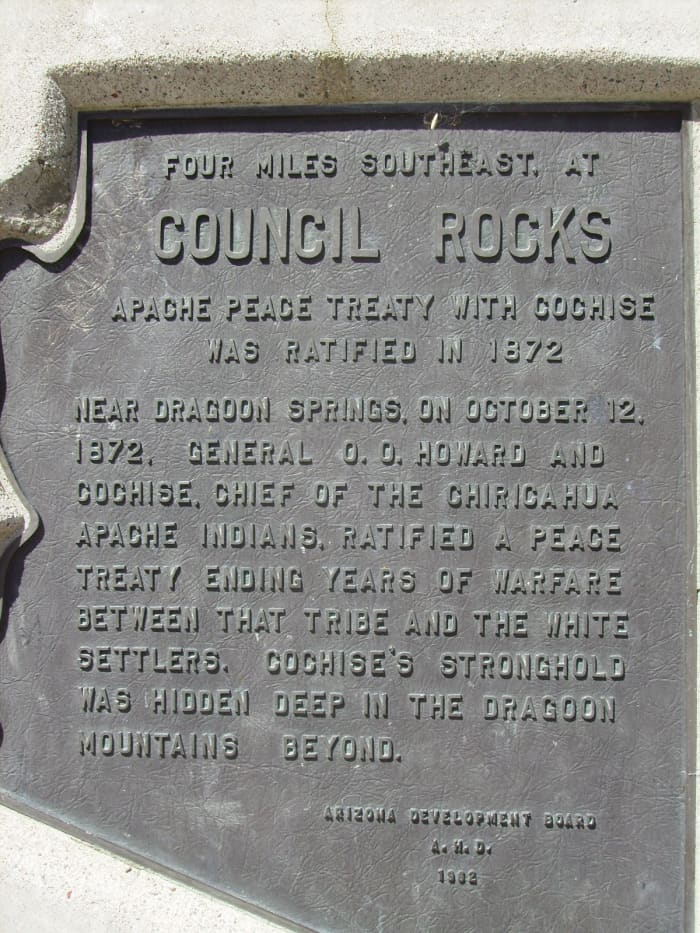 FOUR MILES SOUTHEAST, AT
COUNCIL ROCKS
APACHE PEACE TREATY WITH COCHISE
WAS RATIFIED IN 1872
NEAR DRAGOON SPRINGS, ON OCTOBER 12,
1872, GENERAL O. O. HOWARD AND
COCHISE, CHIEF OF THE CHIRICAHUA
APACHE INDIANS, RATIFIED A PEACE
TREATY ENDING YEARS OF WARFARE
BETWEEN THAT TRIBE AND THE WHITE
SETTLERS. COCHISE'S STRONGHOLD
WAS HIDDEN DEEP IN THE DRAGOON
MOUNTAINS BEYOND.
ARIZONA DEVELOPMENT BOARD
A. H. D.